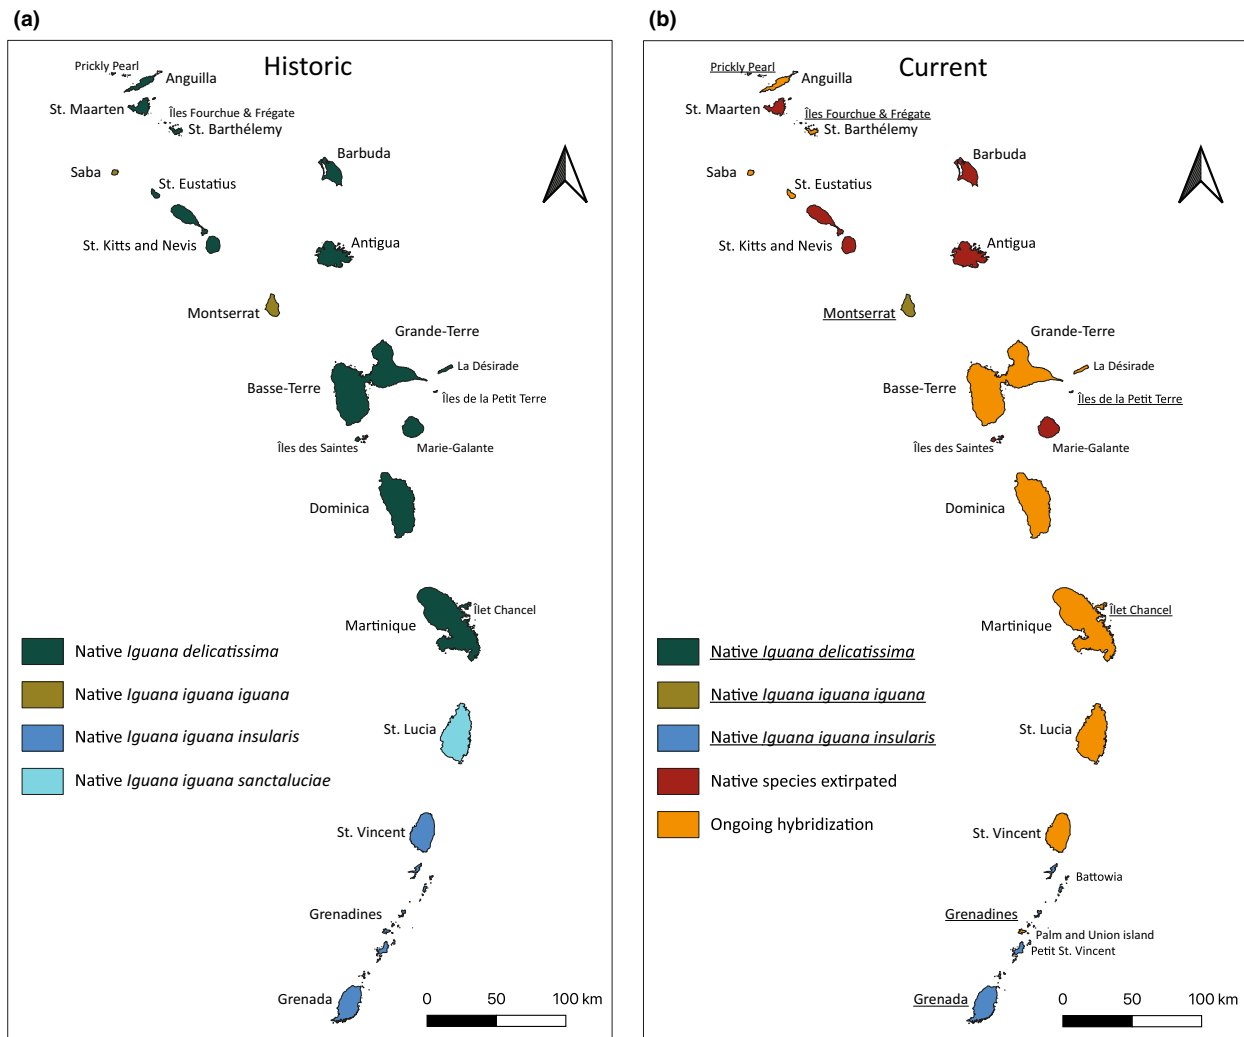 (a)
Historic
Prickly Pearl
Anguilla
St. Maarten
Îles Fourchue & Frégate
St. Barthélemy
Barbuda
Saba
St. Eustatius
St. Kitts and Nevis
Antigua
Montserrat
Grande-Terre
La Désirade
Basse-Terre
Îles de la Petit Terre
Îles des Saintes
Marie-Galante
Dominica
Îlet Chancel
Martinique
Native Iguana delicatissima
Native Iguana iguana iguana
St. Lucia
Native Iguana iguana insularis
Native Iguana iguana sanctaluciae
St. Vincent
Grenadines
Grenada
0 50 100 km
(b)
Current
Prickly Pearl
Anguilla
St. Maarten
Îles Fourchue & Frégate
St. Barthélemy
Barbuda
Saba
St. Eustatius
St. Kitts and Nevis
Antigua
Montserrat
Grande-Terre
La Désirade
Basse-Terre
Îles de la Petit Terre
Îles des Saintes
Marie-Galante
Dominica
Îlet Chancel
Martinique
Native Iguana delicatissima
Native Iguana iguana iguana
St. Lucia
Native Iguana iguana insularis
Native species extirpated
Ongoing hybridization
St. Vincent
Battowia
Grenadines
Palm and Union island
Petit St. Vincent
Grenada
0 50 100 km